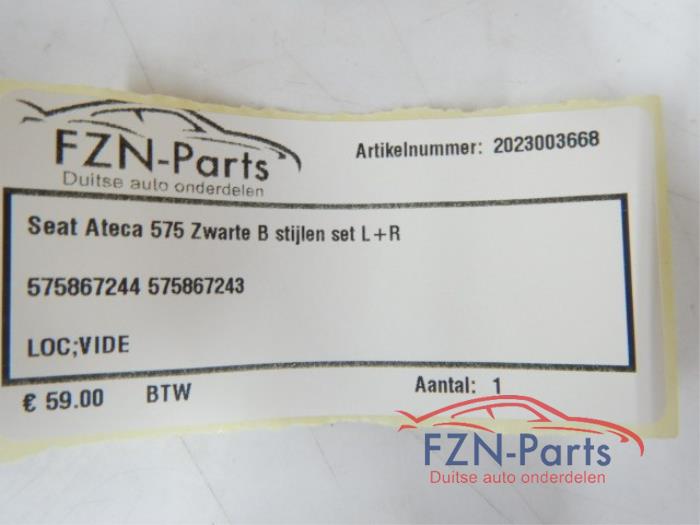 FZN-Parts
Duitse auto onderdelen
Artikelnummer: 2023003668
Seat Ateca 575 Zwarte B stijlen set L+R
575867244 575867243
LOC;VIDE
€ 59.00 BTW Aantal: 1
FZN-Parts
Duitse auto onderdelen